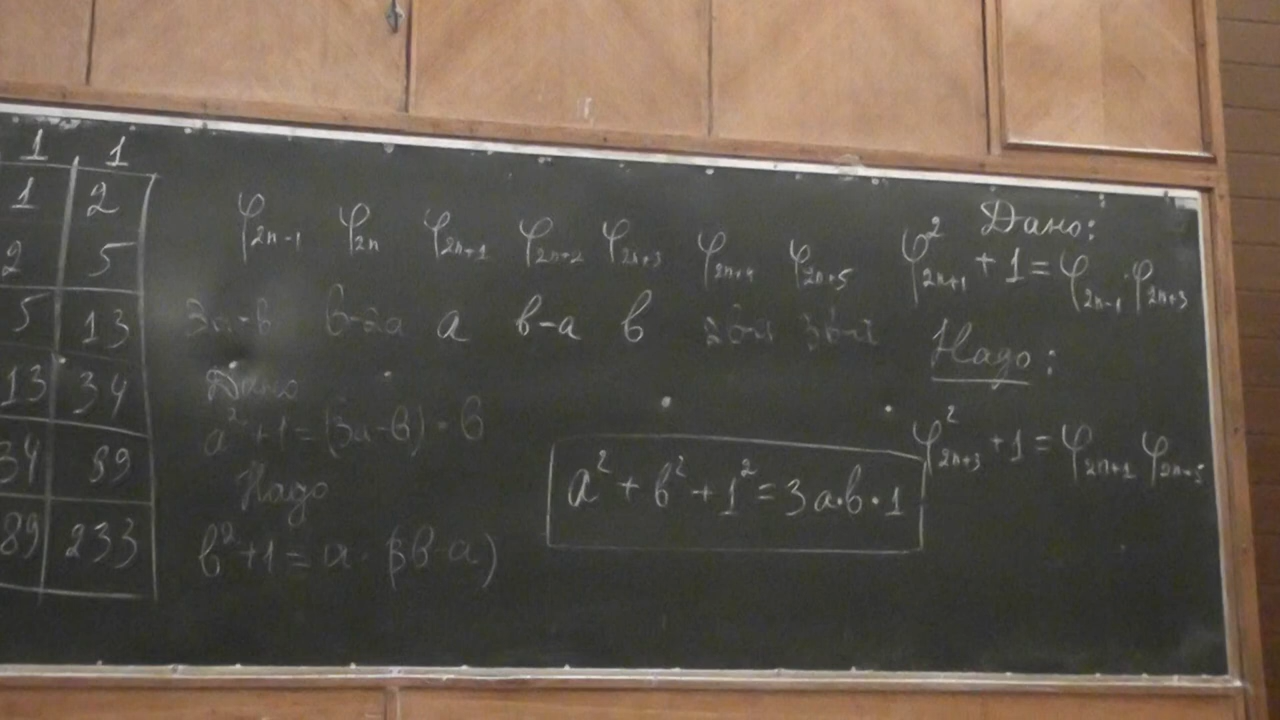 1 1
1 2
2 5
5 13
13 34
34 89
89 233
φ₂ₙ₋₁ φ₂ₙ φ₂ₙ₊₁ φ₂ₙ₊₂ φ₂ₙ₊₃ φ₂ₙ₊₄ φ₂ₙ₊₅
3a-b b-2a a b-a b 2b-a 3b-a
Дано
a² + 1 = (3a-b) · b
Надо
b² + 1 = a · (3b-a)
a² + b² + 1² = 3a·b·1
Дано:
φ²₂ₙ₊₁ + 1 = φ₂ₙ₋₁ · φ₂ₙ₊₃
Надо:
φ²₂ₙ₊₃ + 1 = φ₂ₙ₊₁ φ₂ₙ₊₅